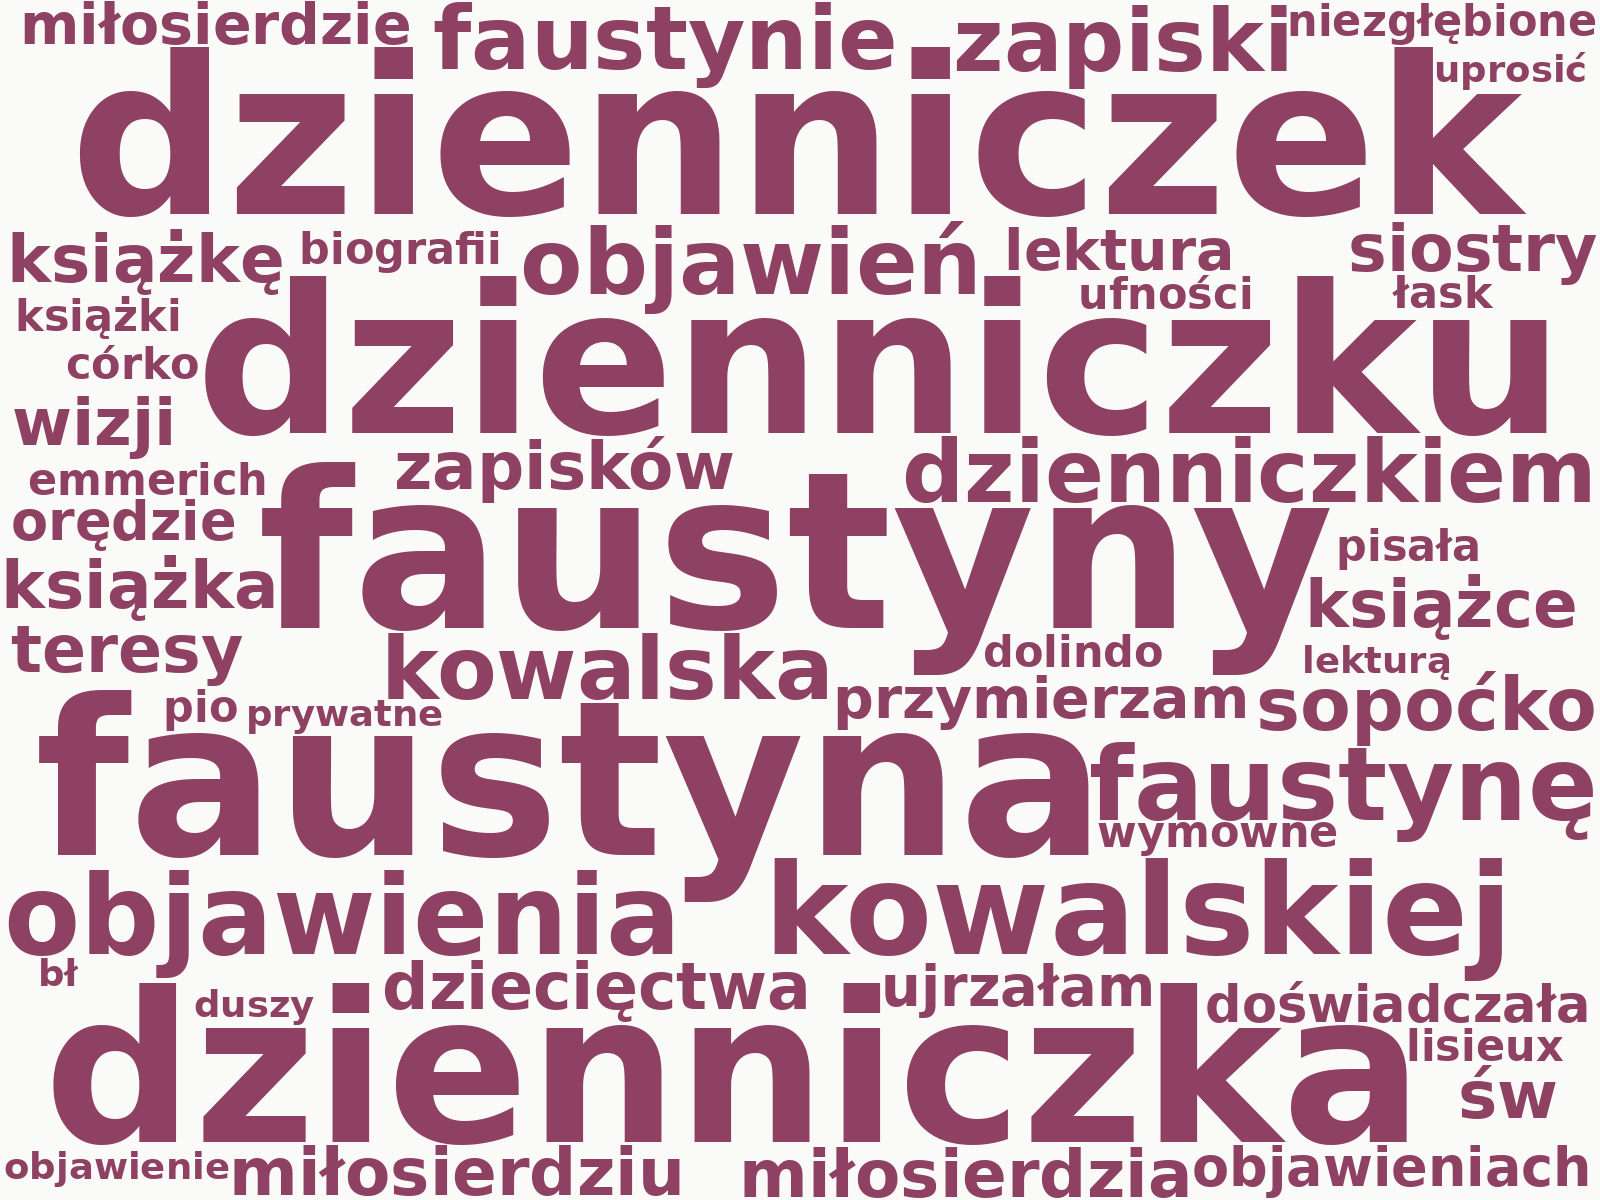 miłosierdzie faustynie zapiski niezgłębione
uprosić
dzienniczek
książkę biografii objawień lektura siostry
książki ufności łask
córko dzienniczku
wizji
zapisków dzienniczkiem
emmerich
orędzie faustyny pisała
książka książce
teresy kowalska dolindo lekturą
pio prywatne przymierzam sopoćko
faustyna faustynę
wymowne
objawienia kowalskiej
bł dziecięctwa ujrzałam
duszy doświadczała
dzienniczka lisieux
św
objawienie miłosierdziu miłosierdzia objawieniach